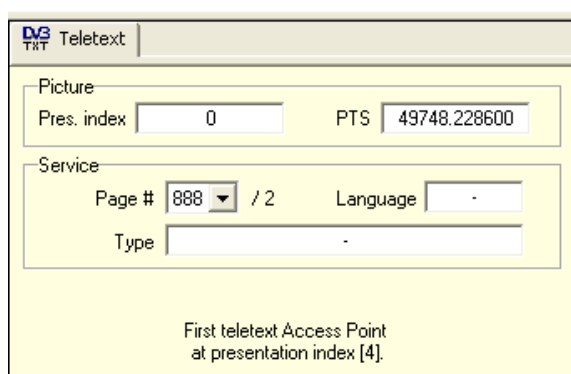 DVB TXT Teletext
Picture
Pres. index 0 PTS 49748.228600
Service
Page # 888 / 2 Language -
Type -
First teletext Access Point
at presentation index [4].